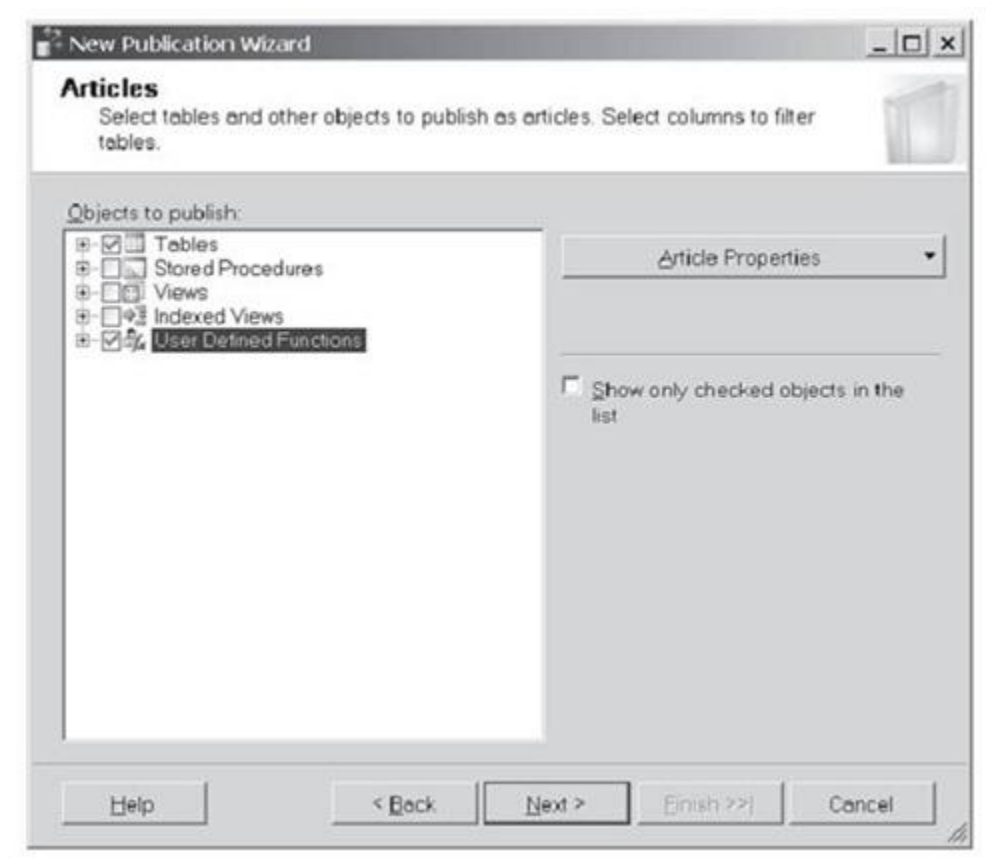 New Publication Wizard
Articles
Select tables and other objects to publish as articles. Select columns to filter
tables.
Objects to publish:
Tables
Stored Procedures
Views
Indexed Views
User Defined Functions
Article Properties
Show only checked objects in the
list
Help
< Back
Next >
Finish >>|
Cancel